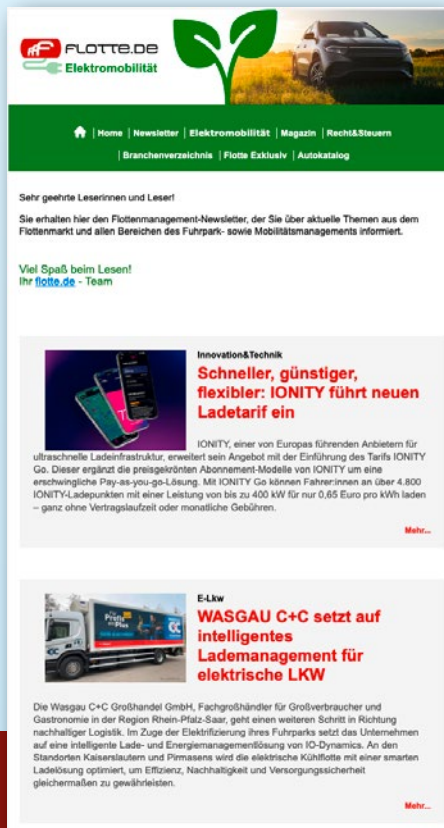 FLOTTE.DE
Elektromobilität
| Home | Newsletter | Elektromobilität | Magazin | Recht&Steuern
| Branchenverzeichnis | Flotte Exklusiv | Autokatalog
Sehr geehrte Leserinnen und Leser!
Sie erhalten hier den Flottenmanagement-Newsletter, der Sie über aktuelle Themen aus dem
Flottenmarkt und allen Bereichen des Fuhrpark- sowie Mobilitätsmanagements informiert.
Viel Spaß beim Lesen!
Ihr flotte.de - Team
Innovation&Technik
Schneller, günstiger,
flexibler: IONITY führt neuen
Ladetarif ein
IONITY, einer von Europas führenden Anbietern für
ultraschnelle Ladeinfrastruktur, erweitert sein Angebot mit der Einführung des Tarifs IONITY
Go. Dieser ergänzt die preisgekrönten Abonnement-Modelle von IONITY um eine
erschwingliche Pay-as-you-go-Lösung. Mit IONITY Go können Fahrer:innen an über 4.800
IONITY-Ladepunkten mit einer Leistung von bis zu 400 kW für nur 0,65 Euro pro kWh laden
– ganz ohne Vertragslaufzeit oder monatliche Gebühren.
Mehr...
E-Lkw
WASGAU C+C setzt auf
intelligentes
Lademanagement für
elektrische LKW
Für
Profis
ein
Plus
Die Wasgau C+C Großhandel GmbH, Fachgroßhändler für Großverbraucher und
Gastronomie in der Region Rhein-Pfalz-Saar, geht einen weiteren Schritt in Richtung
nachhaltiger Logistik. Im Zuge der Elektrifizierung ihres Fuhrparks setzt das Unternehmen
auf eine intelligente Lade- und Energiemanagementlösung von IO-Dynamics. An den
Standorten Kaiserslautern und Pirmasens wird die elektrische Kühlflotte mit einer smarten
Ladelösung optimiert, um Effizienz, Nachhaltigkeit und Versorgungssicherheit
gleichermaßen zu gewährleisten.
Mehr...